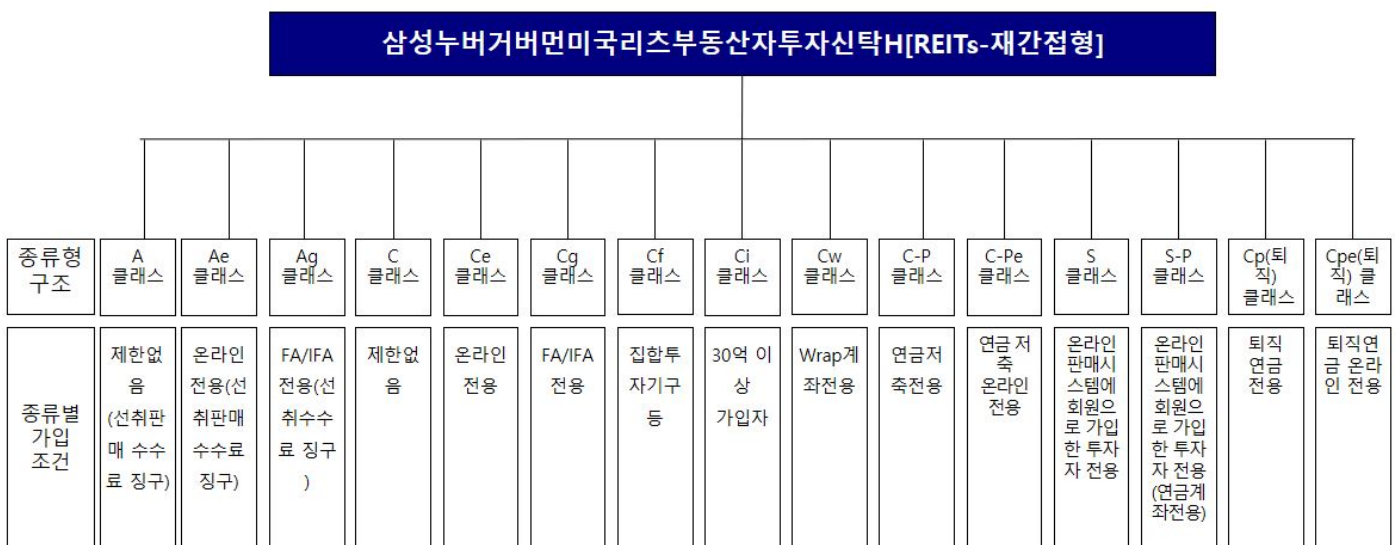 삼성누버거버먼미국리츠부동산자투자신탁H[REITs-재간접형]
종류형
구조
A
클래스
Ae
클래스
Ag
클래스
C
클래스
Ce
클래스
Cg
클래스
Cf
클래스
Ci
클래스
Cw
클래스
C-P
클래스
C-Pe
클래스
S
클래스
S-P
클래스
Cp(퇴
직)
클래스
Cpe(퇴
직) 클
래스
종류별
가입
조건
제한없
음
(선취판
매 수수
료 징구)
온라인
전용(선
취판매
수수료
징구)
FA/IFA
전용(선
취수수
료 징구
)
제한없
음
온라인
전용
FA/IFA
전용
집합투
자기구
등
30억 이
상
가입자
Wrap계
좌전용
연금저
축전용
연금 저
축
온라인
전용
온라인
판매시
스템에
회원으
로 가입
한 투자
자 전용
온라인
판매시
스템에
회원으
로 가입
한 투자
자 전용
(연금계
좌전용)
퇴직
연금
전용
퇴직연
금 온라
인 전용